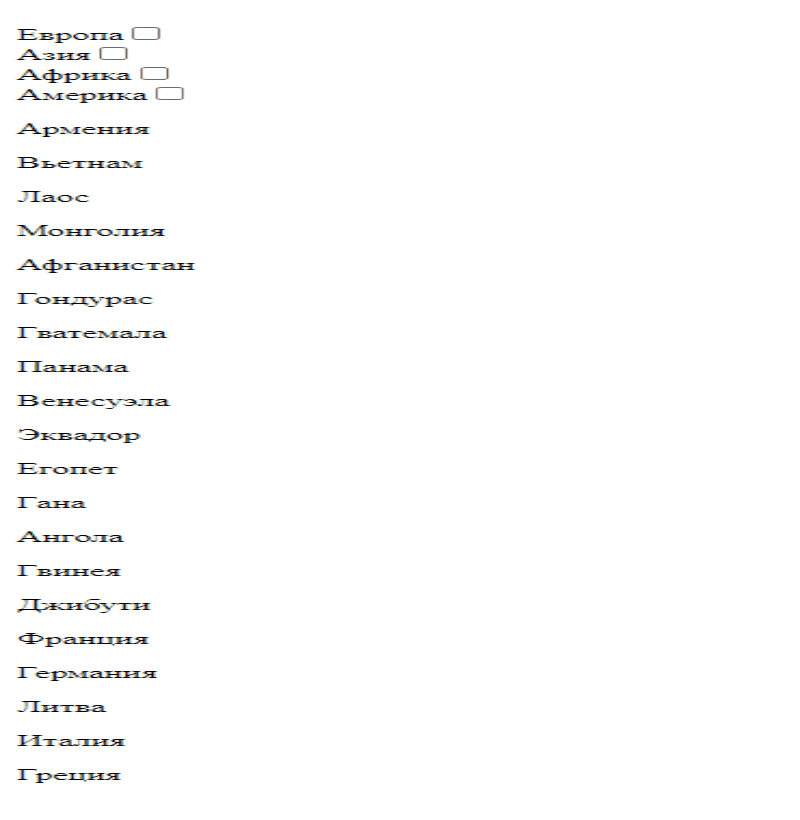 Европа
Азия
Африка
Америка
Армения
Вьетнам
Лаос
Монголия
Афганистан
Гондурас
Гватемала
Панама
Венесуэла
Эквадор
Егопет
Гана
Ангола
Гвинея
Джибути
Франция
Германия
Литва
Италия
Греция